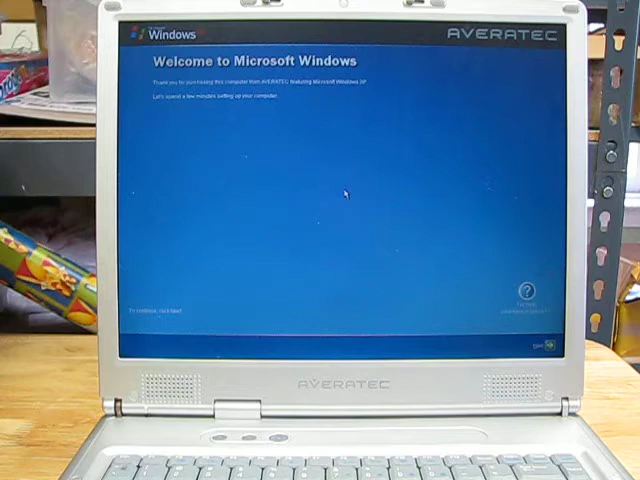 Microsoft
Windows
AVERATEC
Welcome to Microsoft Windows
Thank you for purchasing this computer from AVERATEC featuring Microsoft Windows XP.
Let's spend a few minutes setting up your computer.
To continue, click Next
Next
AVERATEC